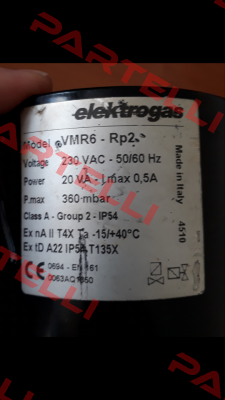 elektrogas
Model VMR6 - Rp2
Voltage 230 VAC - 50/60 Hz
Power 20 VA - I max 0,5A
P.max 360 mbar
Class A - Group 2 - IP54
Ex nA II T4X Ta -15/+40°C
Ex tD A22 IP54 T135X
CE 0694 - EN 161
0063AQ1350
Made in Italy
4510
PARTELLI